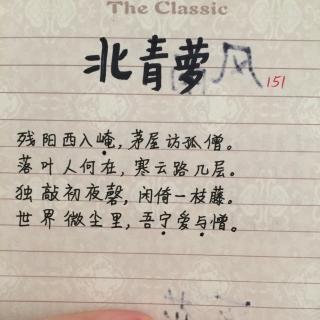 The Classic
北青萝
151
残阳西入崦，茅屋访孤僧。
落叶人何在，寒云路几层。
独敲初夜磬，闲倚一枝藤。
世界微尘里，吾宁爱与憎。